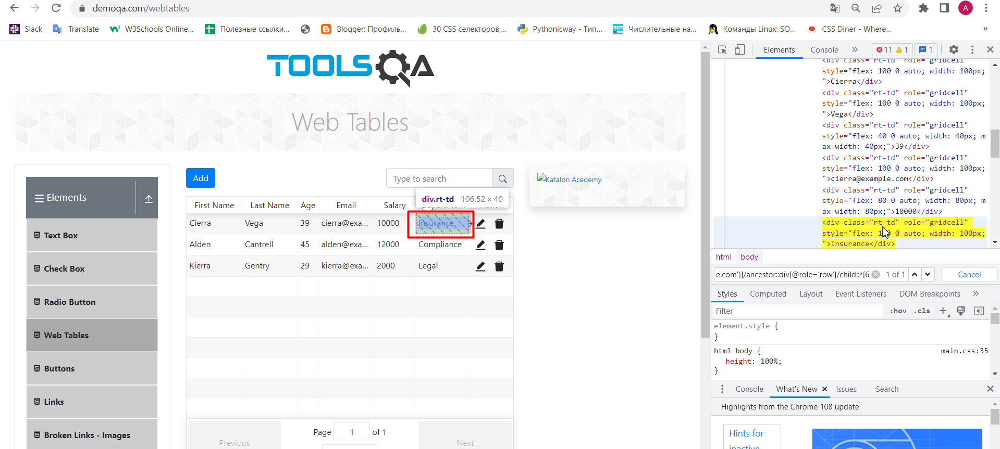 demoqa.com/webtables
A
Slack
Translate
W3Schools Online...
Полезные ссылки...
Blogger: Профиль...
30 CSS селекторов,...
Pythonicway - Тип...
Числительные на...
Команды Linux: SO...
CSS Diner - Where...
»
TOOLSQA
Web Tables
Elements
Text Box
Check Box
Radio Button
Web Tables
Buttons
Links
Broken Links - Images
Add
Type to search
div.rt-td 106.52 × 40
First Name Last Name Age Email Salary
Cierra Vega 39 cierra@exa... 10000 Insurance
Alden Cantrell 45 alden@exa... 12000 Compliance
Kierra Gentry 29 kierra@exa... 2000 Legal
Previous
Page 1 of 1
Next
Katalon Acedemy
Elements Console » 11 1 1
<div class="rt-td" role="gridcell"
style="flex: 100 0 auto; width: 100px;
">Cierra</div>
<div class="rt-td" role="gridcell"
style="flex: 100 0 auto; width: 100px;
">Vega</div>
<div class="rt-td" role="gridcell"
style="flex: 40 0 auto; width: 40px; m
ax-width: 40px;">39</div>
<div class="rt-td" role="gridcell"
style="flex: 100 0 auto; width: 100px;
">cierra@example.com</div>
<div class="rt-td" role="gridcell"
style="flex: 80 0 auto; width: 80px; m
ax-width: 80px;">10000</div>
<div class="rt-td" role="gridcell"
style="flex: 100 0 auto; width: 100px;
">Insurance</div>
html body
e.com')]/ancestor::div[@role='row']/child::*[6] 1 of 1 Cancel
Styles Computed Layout Event Listeners DOM Breakpoints »
Filter :hov .cls +
element.style {
}
html body { main.css:35
height: 100%;
}
Console What's New × Issues Search
Highlights from the Chrome 108 update
Hints for
inactive